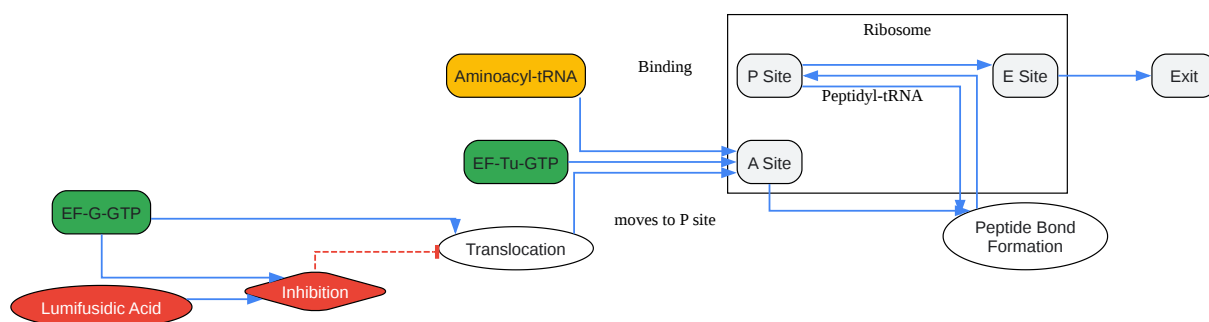 Ribosome
Aminoacyl-tRNA
Binding
P Site
E Site
Exit
Peptidyl-tRNA
EF-Tu-GTP
A Site
EF-G-GTP
moves to P site
Translocation
Peptide Bond
Formation
Inhibition
Lumifusidic Acid